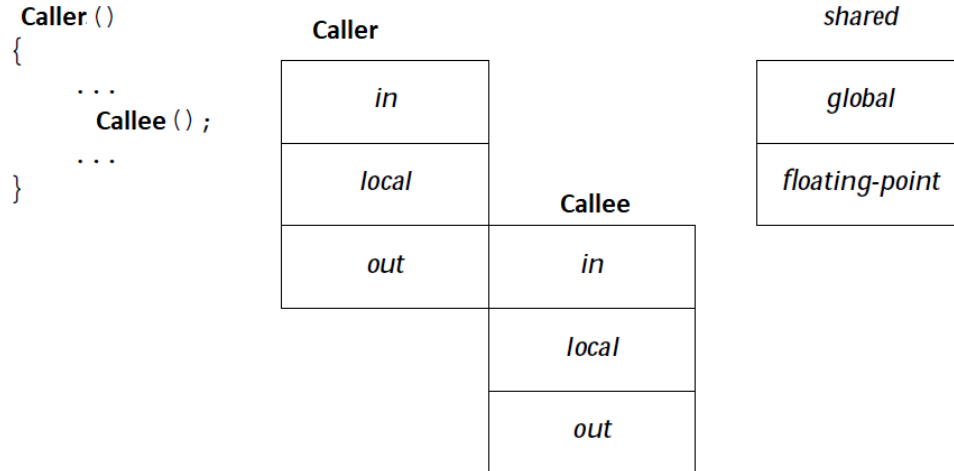 Caller()
{
...
Callee();
...
}
Caller
in
local
out
Callee
in
local
out
shared
global
floating-point